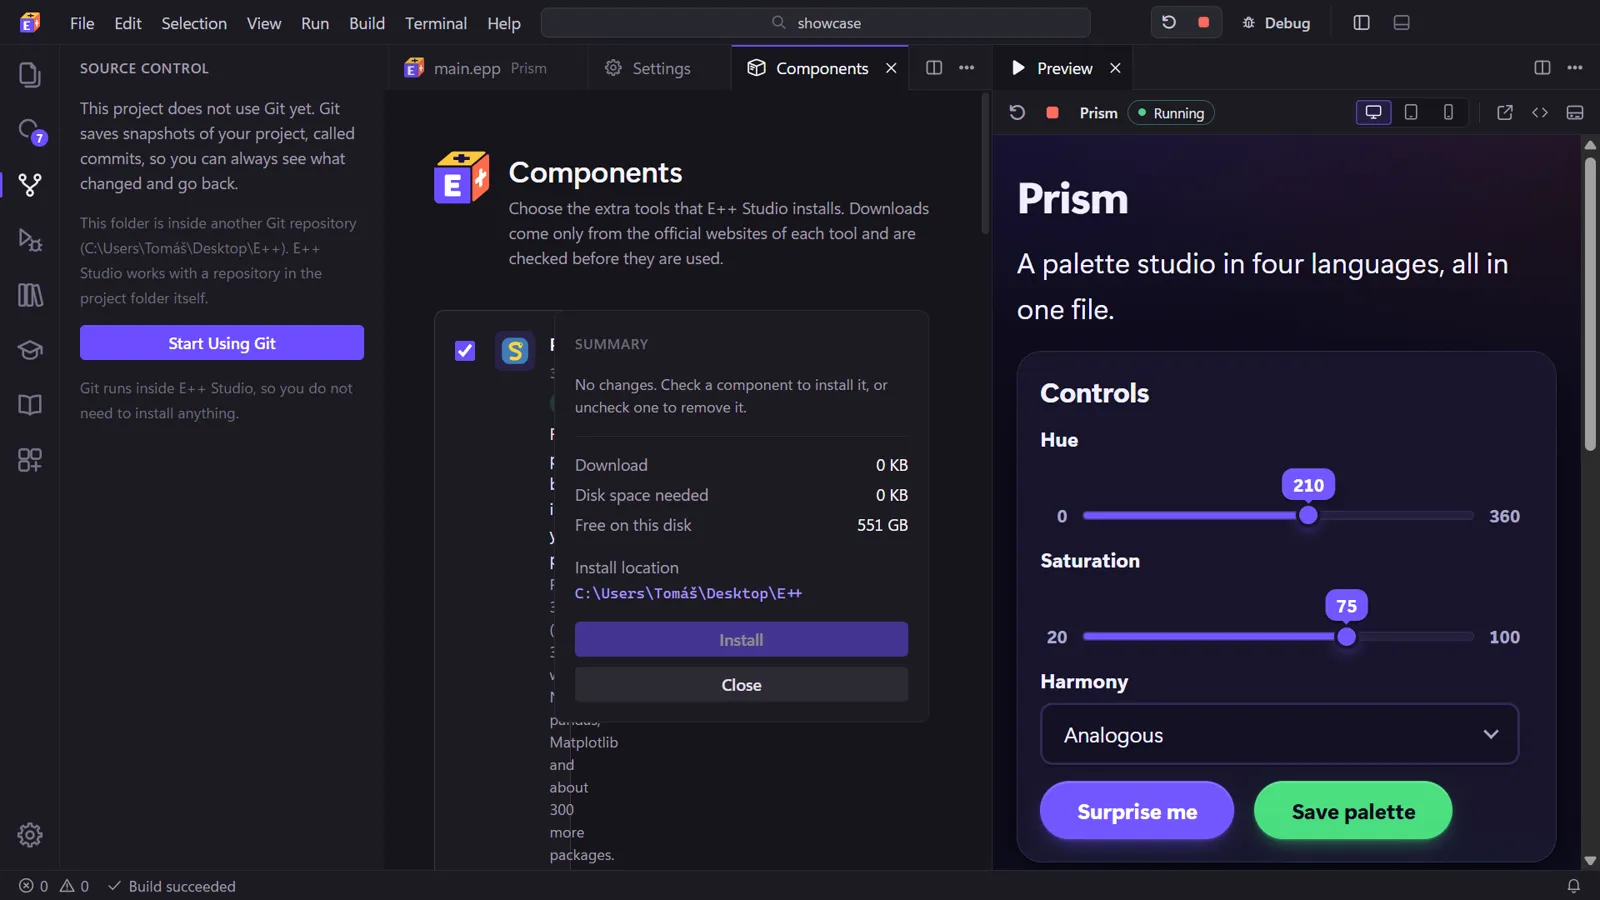 File Edit Selection View Run Build Terminal Help
showcase
Debug
SOURCE CONTROL
This project does not use Git yet. Git
saves snapshots of your project, called
commits, so you can always see what
changed and go back.
This folder is inside another Git repository
(C:\Users\Tomáš\Desktop\E++). E++
Studio works with a repository in the
project folder itself.
Start Using Git
Git runs inside E++ Studio, so you do not
need to install anything.
7
main.epp Prism
Settings
Components
Components
Choose the extra tools that E++ Studio installs. Downloads
come only from the official websites of each tool and are
checked before they are used.
SUMMARY
No changes. Check a component to install it, or
uncheck one to remove it.
Download 0 KB
Disk space needed 0 KB
Free on this disk 551 GB
Install location
C:\Users\Tomáš\Desktop\E++
Install
Close
Matplotlib
and
about
300
more
packages.
Preview
Prism Running
Prism
A palette studio in four languages, all in
one file.
Controls
Hue
210
0 360
Saturation
75
20 100
Harmony
Analogous
Surprise me Save palette
0 0 Build succeeded